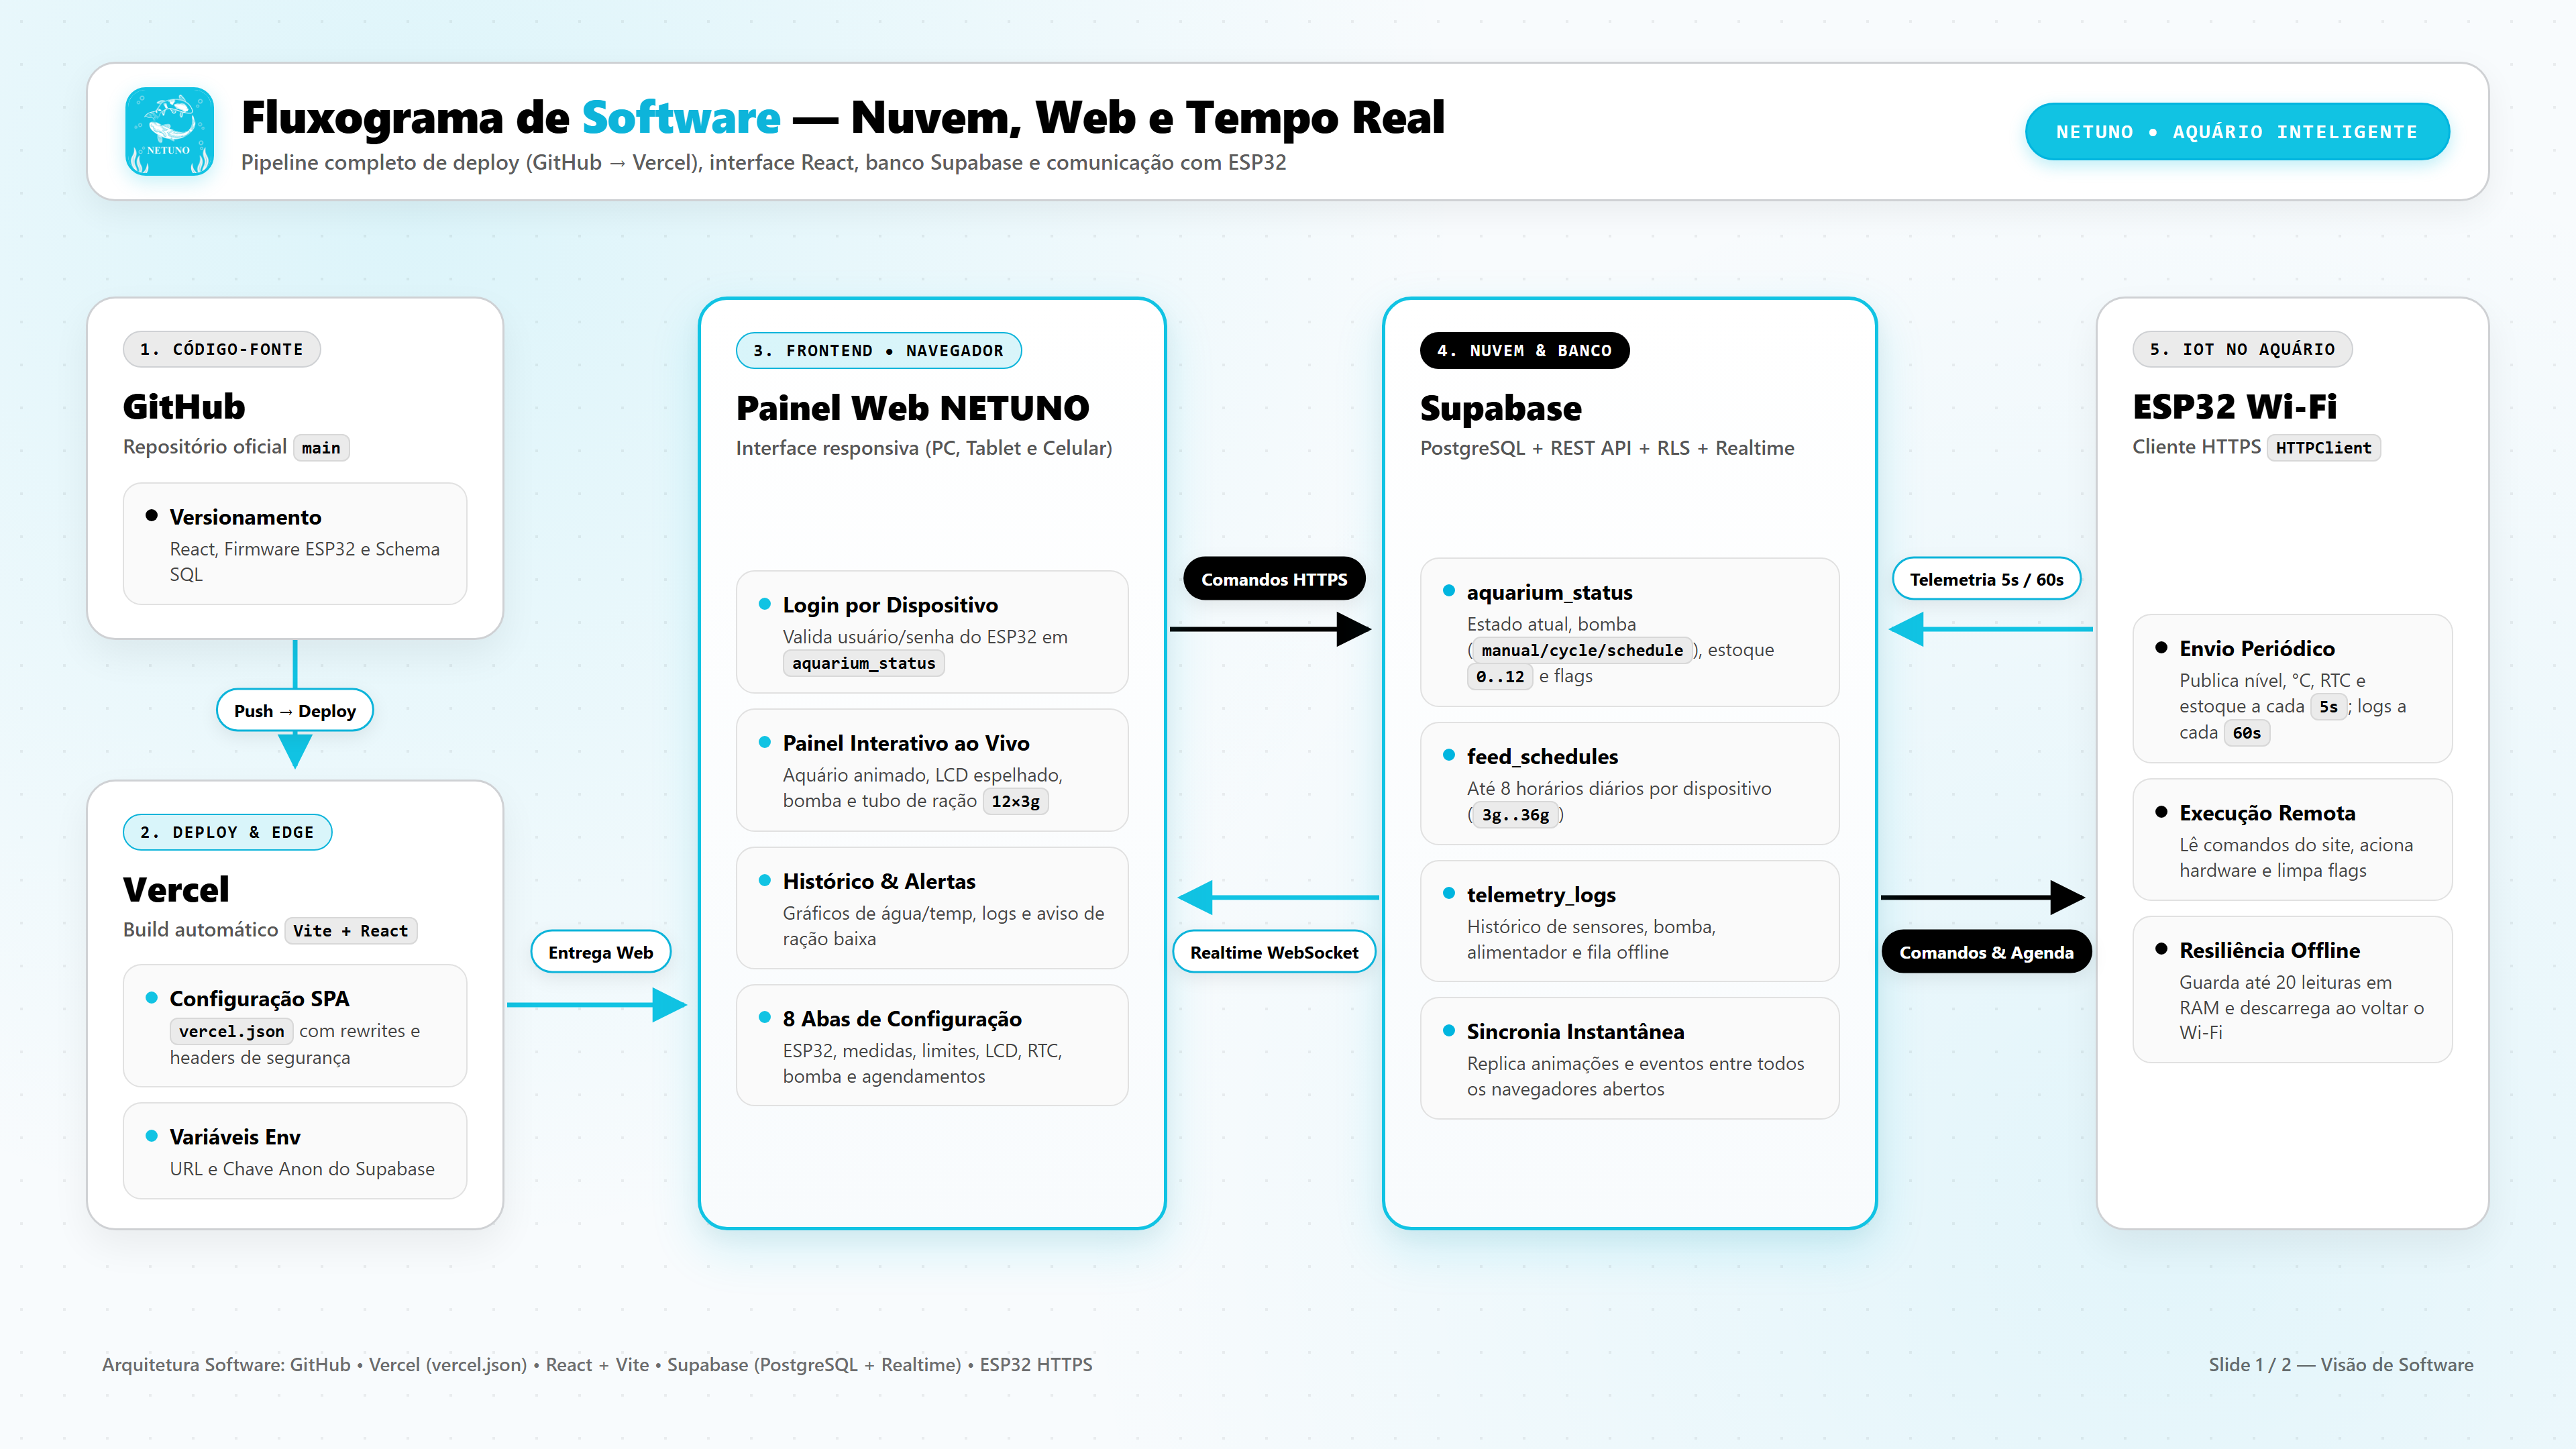 NETUNO
Fluxograma de Software — Nuvem, Web e Tempo Real
Pipeline completo de deploy (GitHub → Vercel), interface React, banco Supabase e comunicação com ESP32
NETUNO • AQUÁRIO INTELIGENTE
1. CÓDIGO-FONTE
GitHub
Repositório oficial main
Versionamento
React, Firmware ESP32 e Schema
SQL
Push → Deploy
2. DEPLOY & EDGE
Vercel
Build automático Vite + React
Configuração SPA
vercel.json com rewrites e
headers de segurança
Variáveis Env
URL e Chave Anon do Supabase
Entrega Web
3. FRONTEND • NAVEGADOR
Painel Web NETUNO
Interface responsiva (PC, Tablet e Celular)
Login por Dispositivo
Valida usuário/senha do ESP32 em
aquarium_status
Painel Interativo ao Vivo
Aquário animado, LCD espelhado,
bomba e tubo de ração 12×3g
Histórico & Alertas
Gráficos de água/temp, logs e aviso de
ração baixa
8 Abas de Configuração
ESP32, medidas, limites, LCD, RTC,
bomba e agendamentos
Comandos HTTPS
Realtime WebSocket
4. NUVEM & BANCO
Supabase
PostgreSQL + REST API + RLS + Realtime
aquarium_status
Estado atual, bomba
(manual/cycle/schedule), estoque
0..12 e flags
feed_schedules
Até 8 horários diários por dispositivo
(3g..36g)
telemetry_logs
Histórico de sensores, bomba,
alimentador e fila offline
Sincronia Instantânea
Replica animações e eventos entre todos
os navegadores abertos
Telemetria 5s / 60s
Comandos & Agenda
5. IOT NO AQUÁRIO
ESP32 Wi-Fi
Cliente HTTPS HTTPClient
Envio Periódico
Publica nível, °C, RTC e
estoque a cada 5s; logs a
cada 60s
Execução Remota
Lê comandos do site, aciona
hardware e limpa flags
Resiliência Offline
Guarda até 20 leituras em
RAM e descarrega ao voltar o
Wi-Fi
Arquitetura Software: GitHub • Vercel (vercel.json) • React + Vite • Supabase (PostgreSQL + Realtime) • ESP32 HTTPS
Slide 1 / 2 — Visão de Software